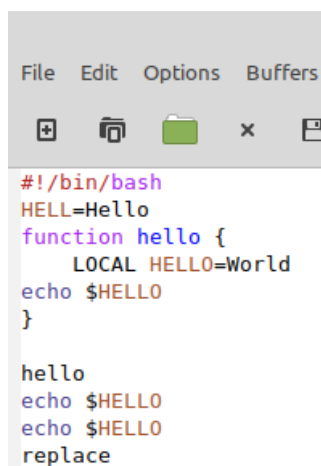 File Edit Options Buffers
#!/bin/bash
HELL=Hello
function hello {
    LOCAL HELLO=World
echo $HELLO
}
hello
echo $HELLO
echo $HELLO
replace